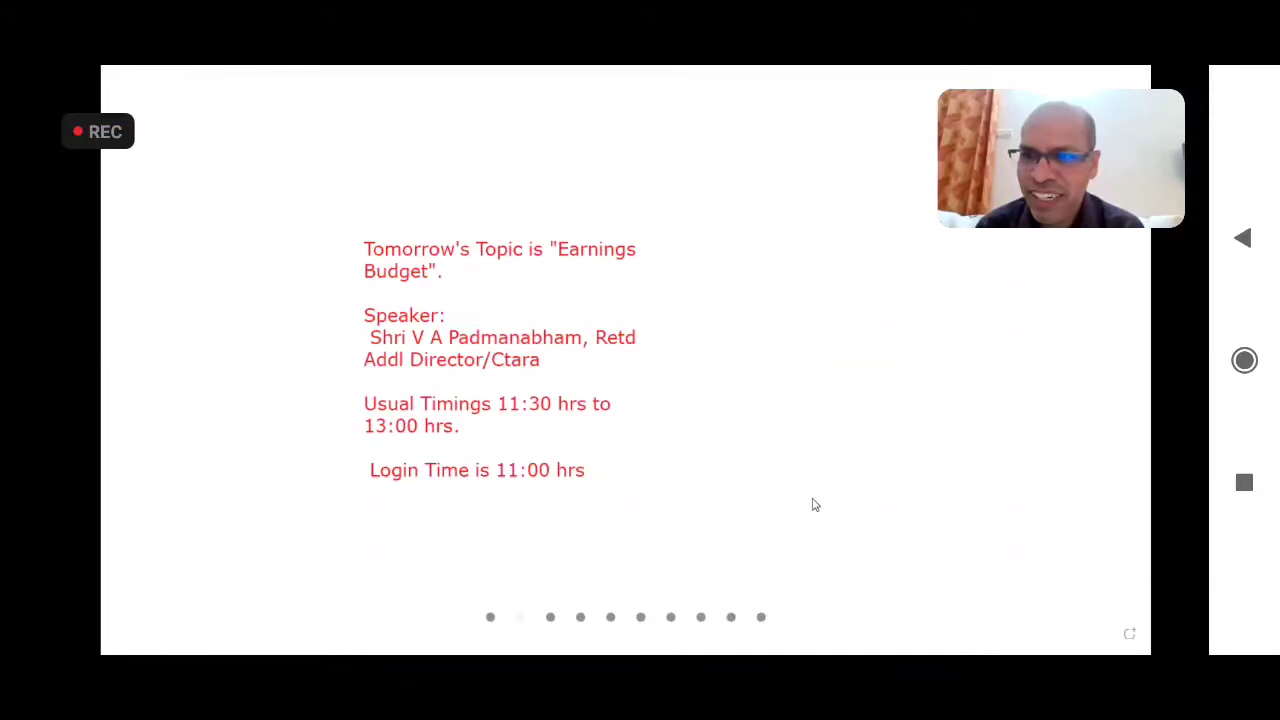 REC
Tomorrow's Topic is "Earnings
Budget".
Speaker:
Shri V A Padmanabham, Retd
Addl Director/Ctara
Usual Timings 11:30 hrs to
13:00 hrs.
Login Time is 11:00 hrs